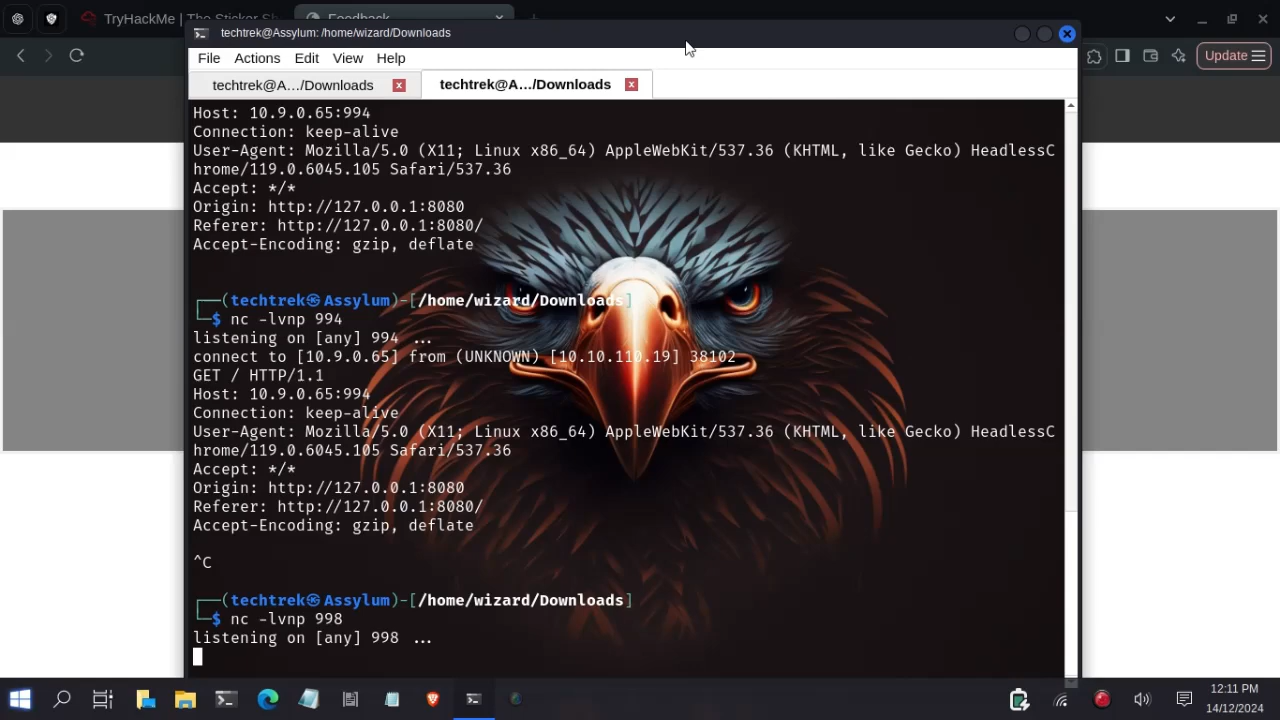 TryHackMe | The Sticker Sh
Feedback
techtrek@Assylum: /home/wizard/Downloads
Update
File Actions Edit View Help
techtrek@A…/Downloads techtrek@A…/Downloads
Host: 10.9.0.65:994
Connection: keep-alive
User-Agent: Mozilla/5.0 (X11; Linux x86_64) AppleWebKit/537.36 (KHTML, like Gecko) HeadlessC
hrome/119.0.6045.105 Safari/537.36
Accept: */*
Origin: http://127.0.0.1:8080
Referer: http://127.0.0.1:8080/
Accept-Encoding: gzip, deflate
┌──(techtrek㉿Assylum)-[/home/wizard/Downloads]
└─$ nc -lvnp 994
listening on [any] 994 ...
connect to [10.9.0.65] from (UNKNOWN) [10.10.110.19] 38102
GET / HTTP/1.1
Host: 10.9.0.65:994
Connection: keep-alive
User-Agent: Mozilla/5.0 (X11; Linux x86_64) AppleWebKit/537.36 (KHTML, like Gecko) HeadlessC
hrome/119.0.6045.105 Safari/537.36
Accept: */*
Origin: http://127.0.0.1:8080
Referer: http://127.0.0.1:8080/
Accept-Encoding: gzip, deflate
^C
┌──(techtrek㉿Assylum)-[/home/wizard/Downloads]
└─$ nc -lvnp 998
listening on [any] 998 ...
12:11 PM
14/12/2024